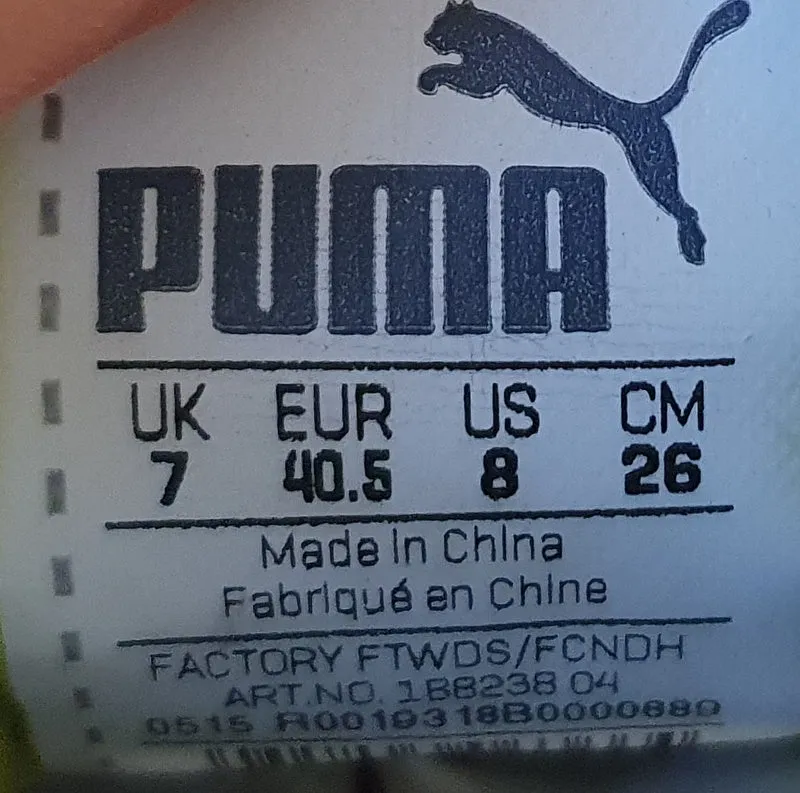 PUMA
UK EUR US CM
7 40.5 8 26
Made in China
Fabriqué en Chine
FACTORY FTWDS/FCNDH
ART.NO. 188238 04
0515 R0019318B0000680